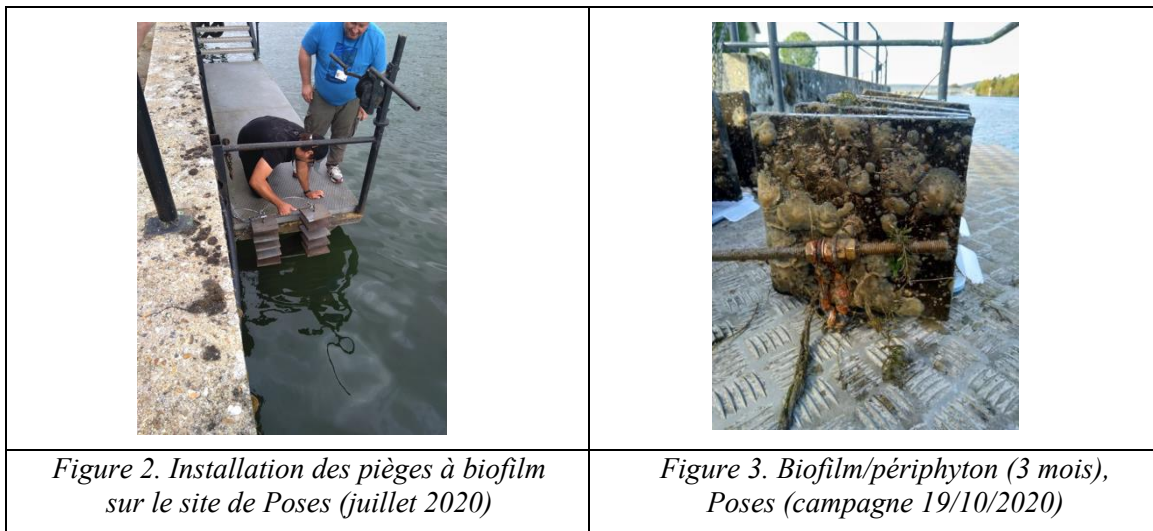 Figure 2. Installation des pièges à biofilm
sur le site de Poses (juillet 2020)
Figure 3. Biofilm/périphyton (3 mois),
Poses (campagne 19/10/2020)